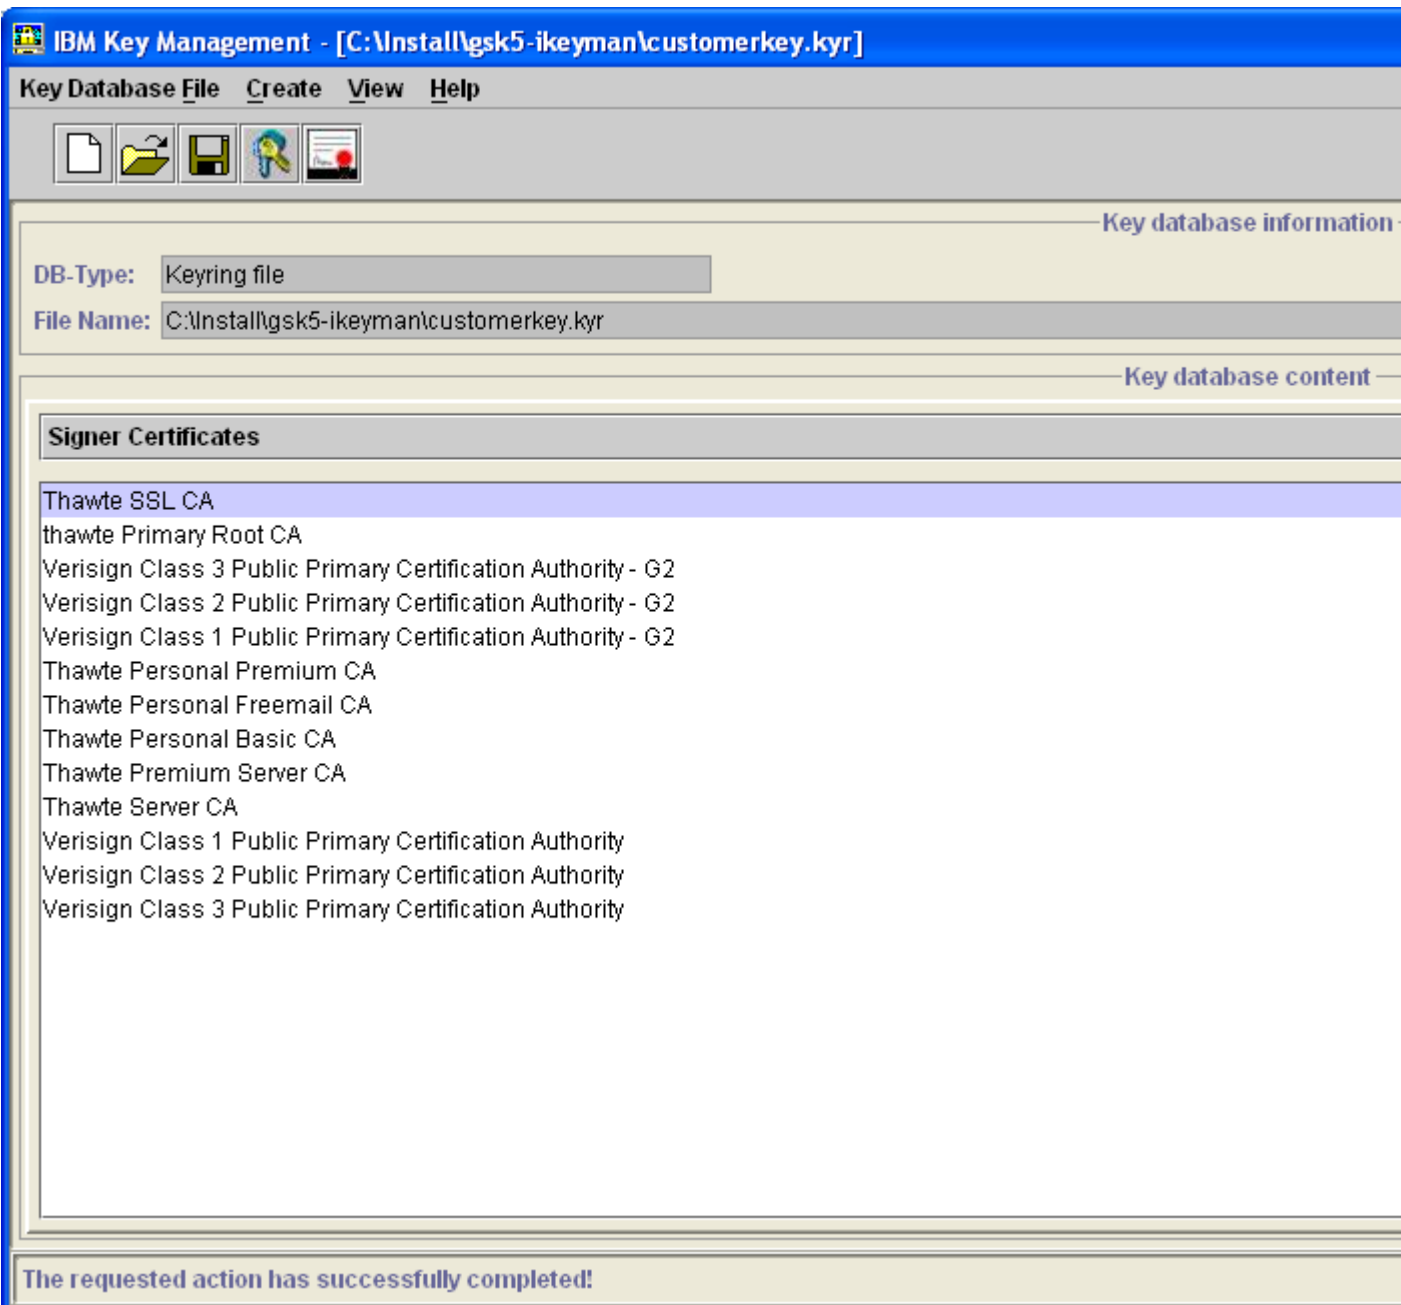 IBM Key Management - [C:\Install\gsk5-ikeyman\customerkey.kyr]
Key Database File Create View Help
Key database information
DB-Type: Keyring file
File Name: C:\Install\gsk5-ikeyman\customerkey.kyr
Key database content
Signer Certificates
Thawte SSL CA
thawte Primary Root CA
Verisign Class 3 Public Primary Certification Authority - G2
Verisign Class 2 Public Primary Certification Authority - G2
Verisign Class 1 Public Primary Certification Authority - G2
Thawte Personal Premium CA
Thawte Personal Freemail CA
Thawte Personal Basic CA
Thawte Premium Server CA
Thawte Server CA
Verisign Class 1 Public Primary Certification Authority
Verisign Class 2 Public Primary Certification Authority
Verisign Class 3 Public Primary Certification Authority
The requested action has successfully completed!